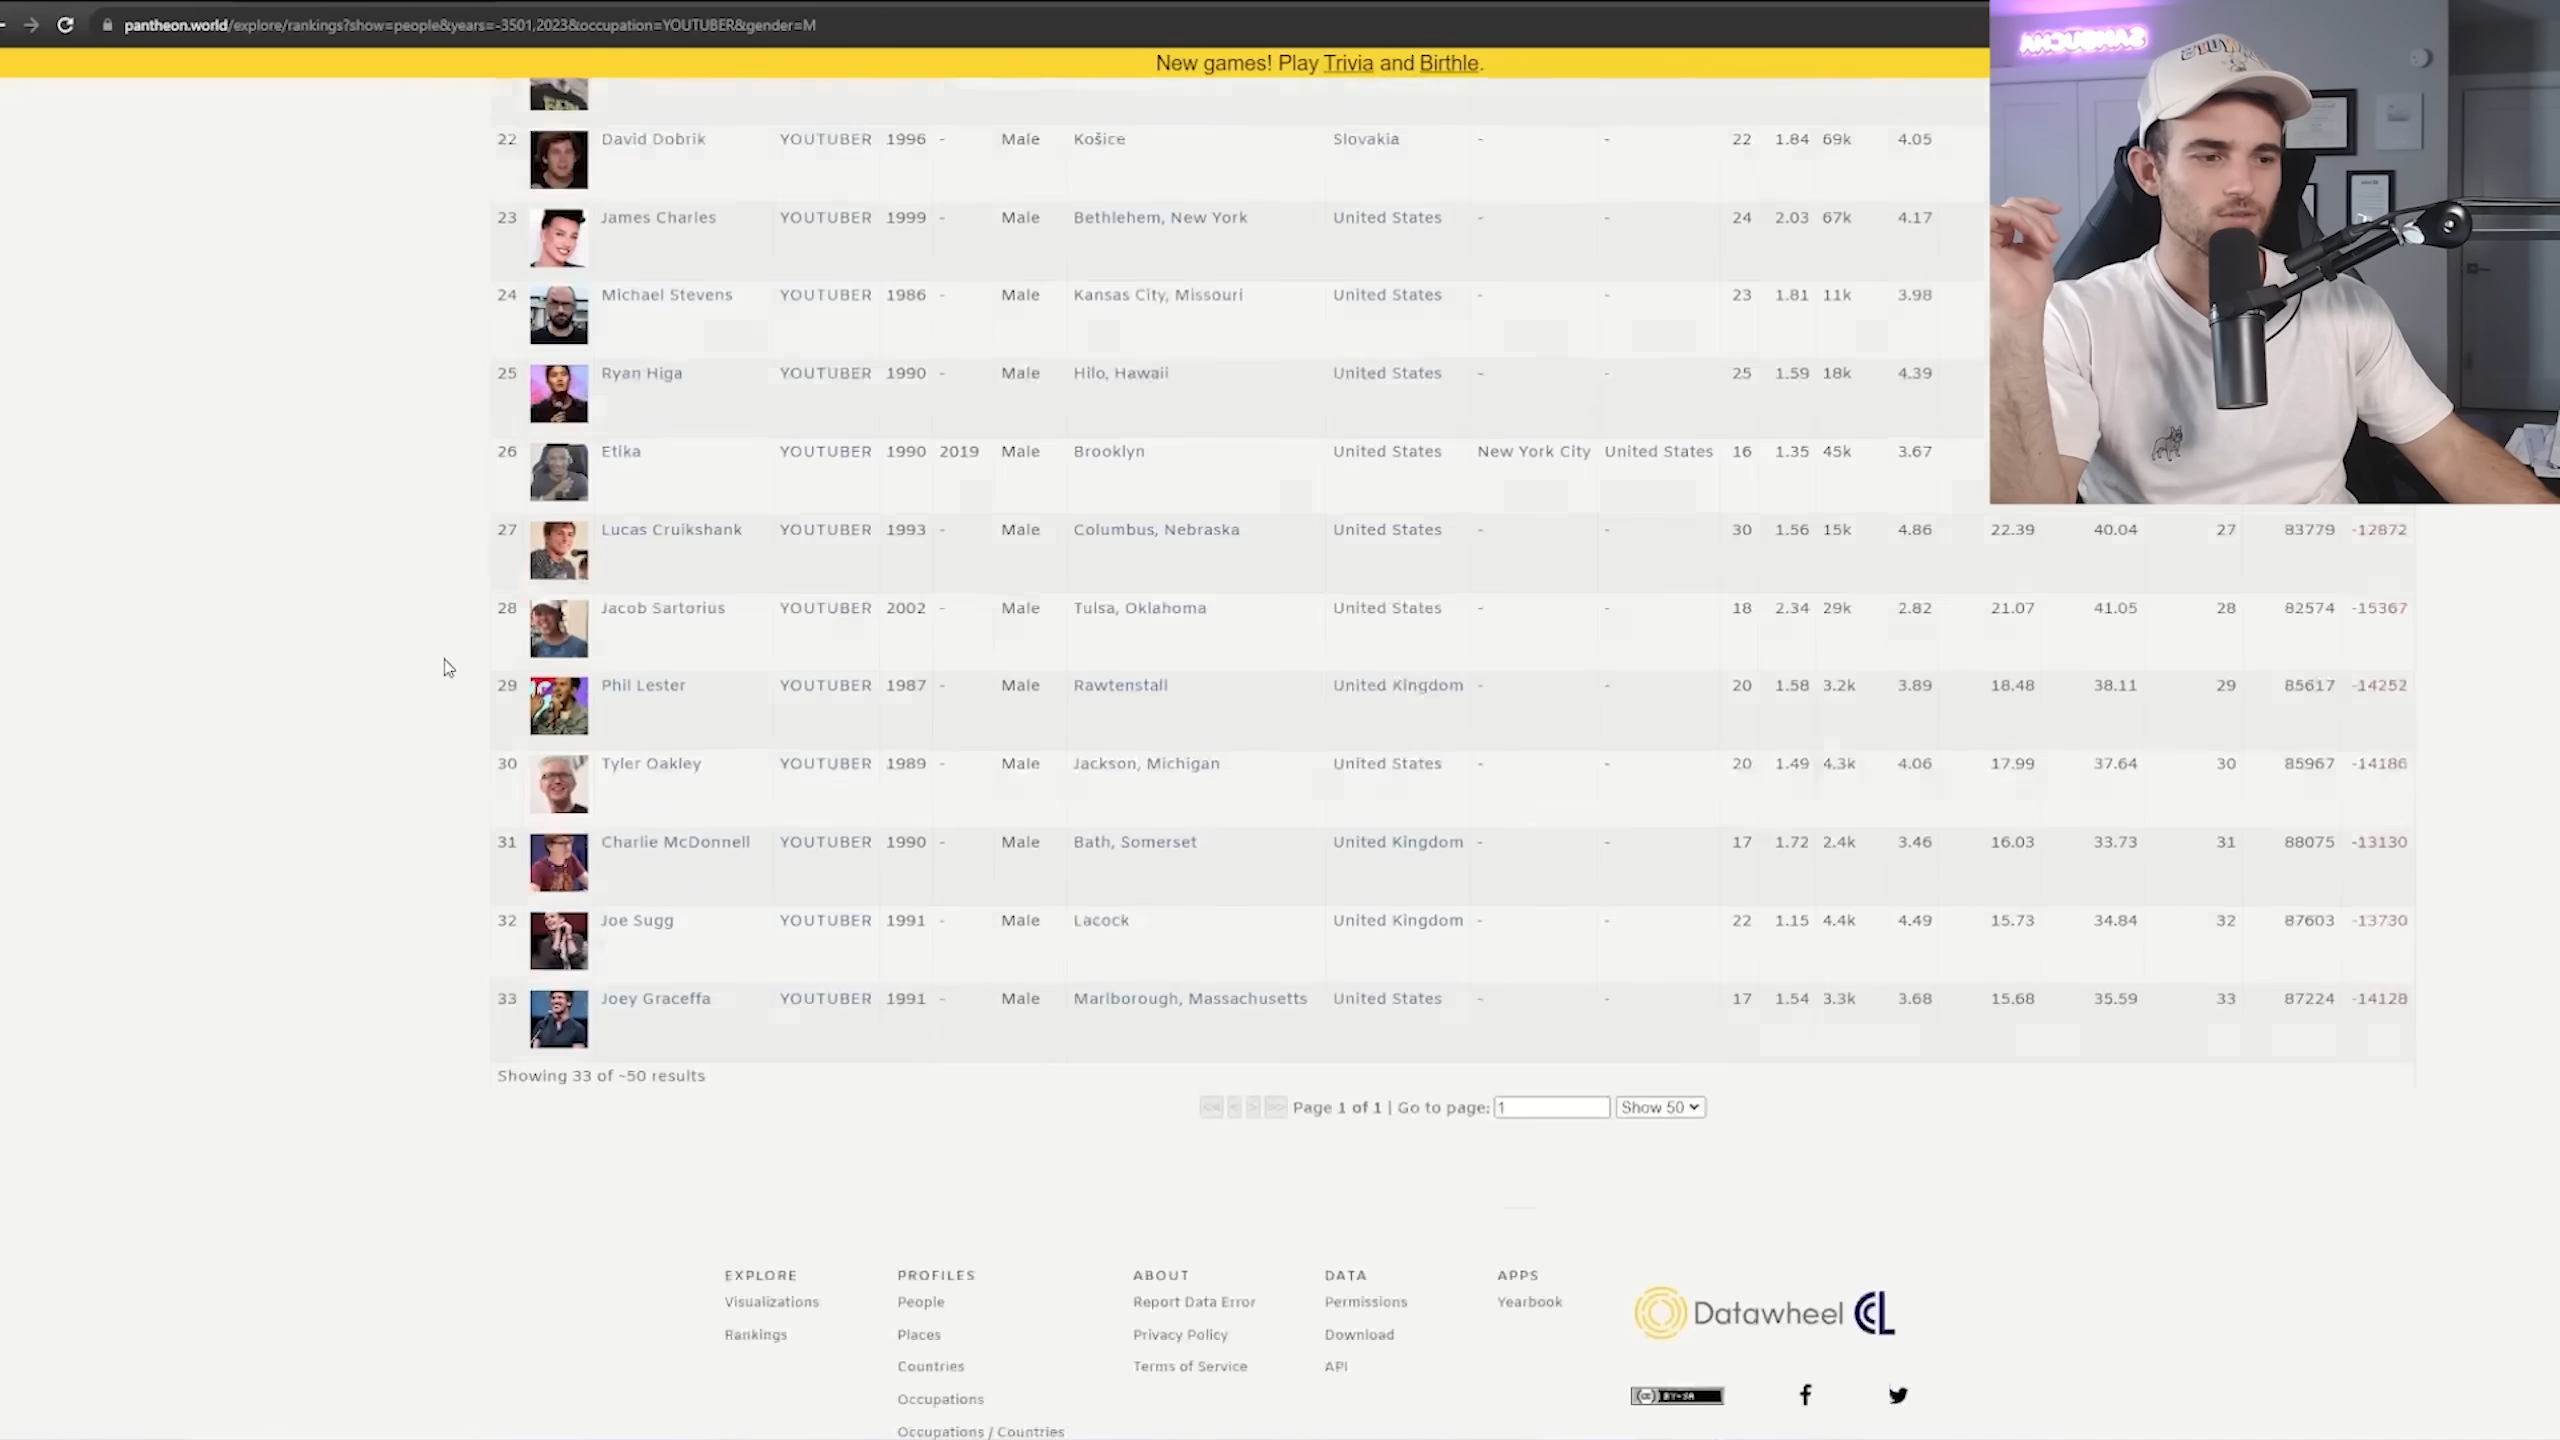 pantheon.world/explore/rankings?show=people&years=-3501,2023&occupation=YOUTUBER&gender=M
New games! Play Trivia and Birthle.
22 David Dobrik YOUTUBER 1996 - Male Košice Slovakia - - 22 1.84 69k 4.05
23 James Charles YOUTUBER 1999 - Male Bethlehem, New York United States - - 24 2.03 67k 4.17
24 Michael Stevens YOUTUBER 1986 - Male Kansas City, Missouri United States - - 23 1.81 11k 3.98
25 Ryan Higa YOUTUBER 1990 - Male Hilo, Hawaii United States - - 25 1.59 18k 4.39
26 Etika YOUTUBER 1990 2019 Male Brooklyn United States New York City United States 16 1.35 45k 3.67
27 Lucas Cruikshank YOUTUBER 1993 - Male Columbus, Nebraska United States - - 30 1.56 15k 4.86 22.39 40.04 27 83779 -12872
28 Jacob Sartorius YOUTUBER 2002 - Male Tulsa, Oklahoma United States - - 18 2.34 29k 2.82 21.07 41.05 28 82574 -15367
29 Phil Lester YOUTUBER 1987 - Male Rawtenstall United Kingdom - - 20 1.58 3.2k 3.89 18.48 38.11 29 85617 -14252
30 Tyler Oakley YOUTUBER 1989 - Male Jackson, Michigan United States - - 20 1.49 4.3k 4.06 17.99 37.64 30 85967 -14186
31 Charlie McDonnell YOUTUBER 1990 - Male Bath, Somerset United Kingdom - - 17 1.72 2.4k 3.46 16.03 33.73 31 88075 -13130
32 Joe Sugg YOUTUBER 1991 - Male Lacock United Kingdom - - 22 1.15 4.4k 4.49 15.73 34.84 32 87603 -13730
33 Joey Graceffa YOUTUBER 1991 - Male Marlborough, Massachusetts United States - - 17 1.54 3.3k 3.68 15.68 35.59 33 87224 -14128
Showing 33 of ~50 results
<< < > >> Page 1 of 1 | Go to page: 1 Show 50
EXPLORE
Visualizations
Rankings
PROFILES
People
Places
Countries
Occupations
Occupations / Countries
ABOUT
Report Data Error
Privacy Policy
Terms of Service
DATA
Permissions
Download
API
APPS
Yearbook
Datawheel CL
cc BY-SA
SAMSUCHA